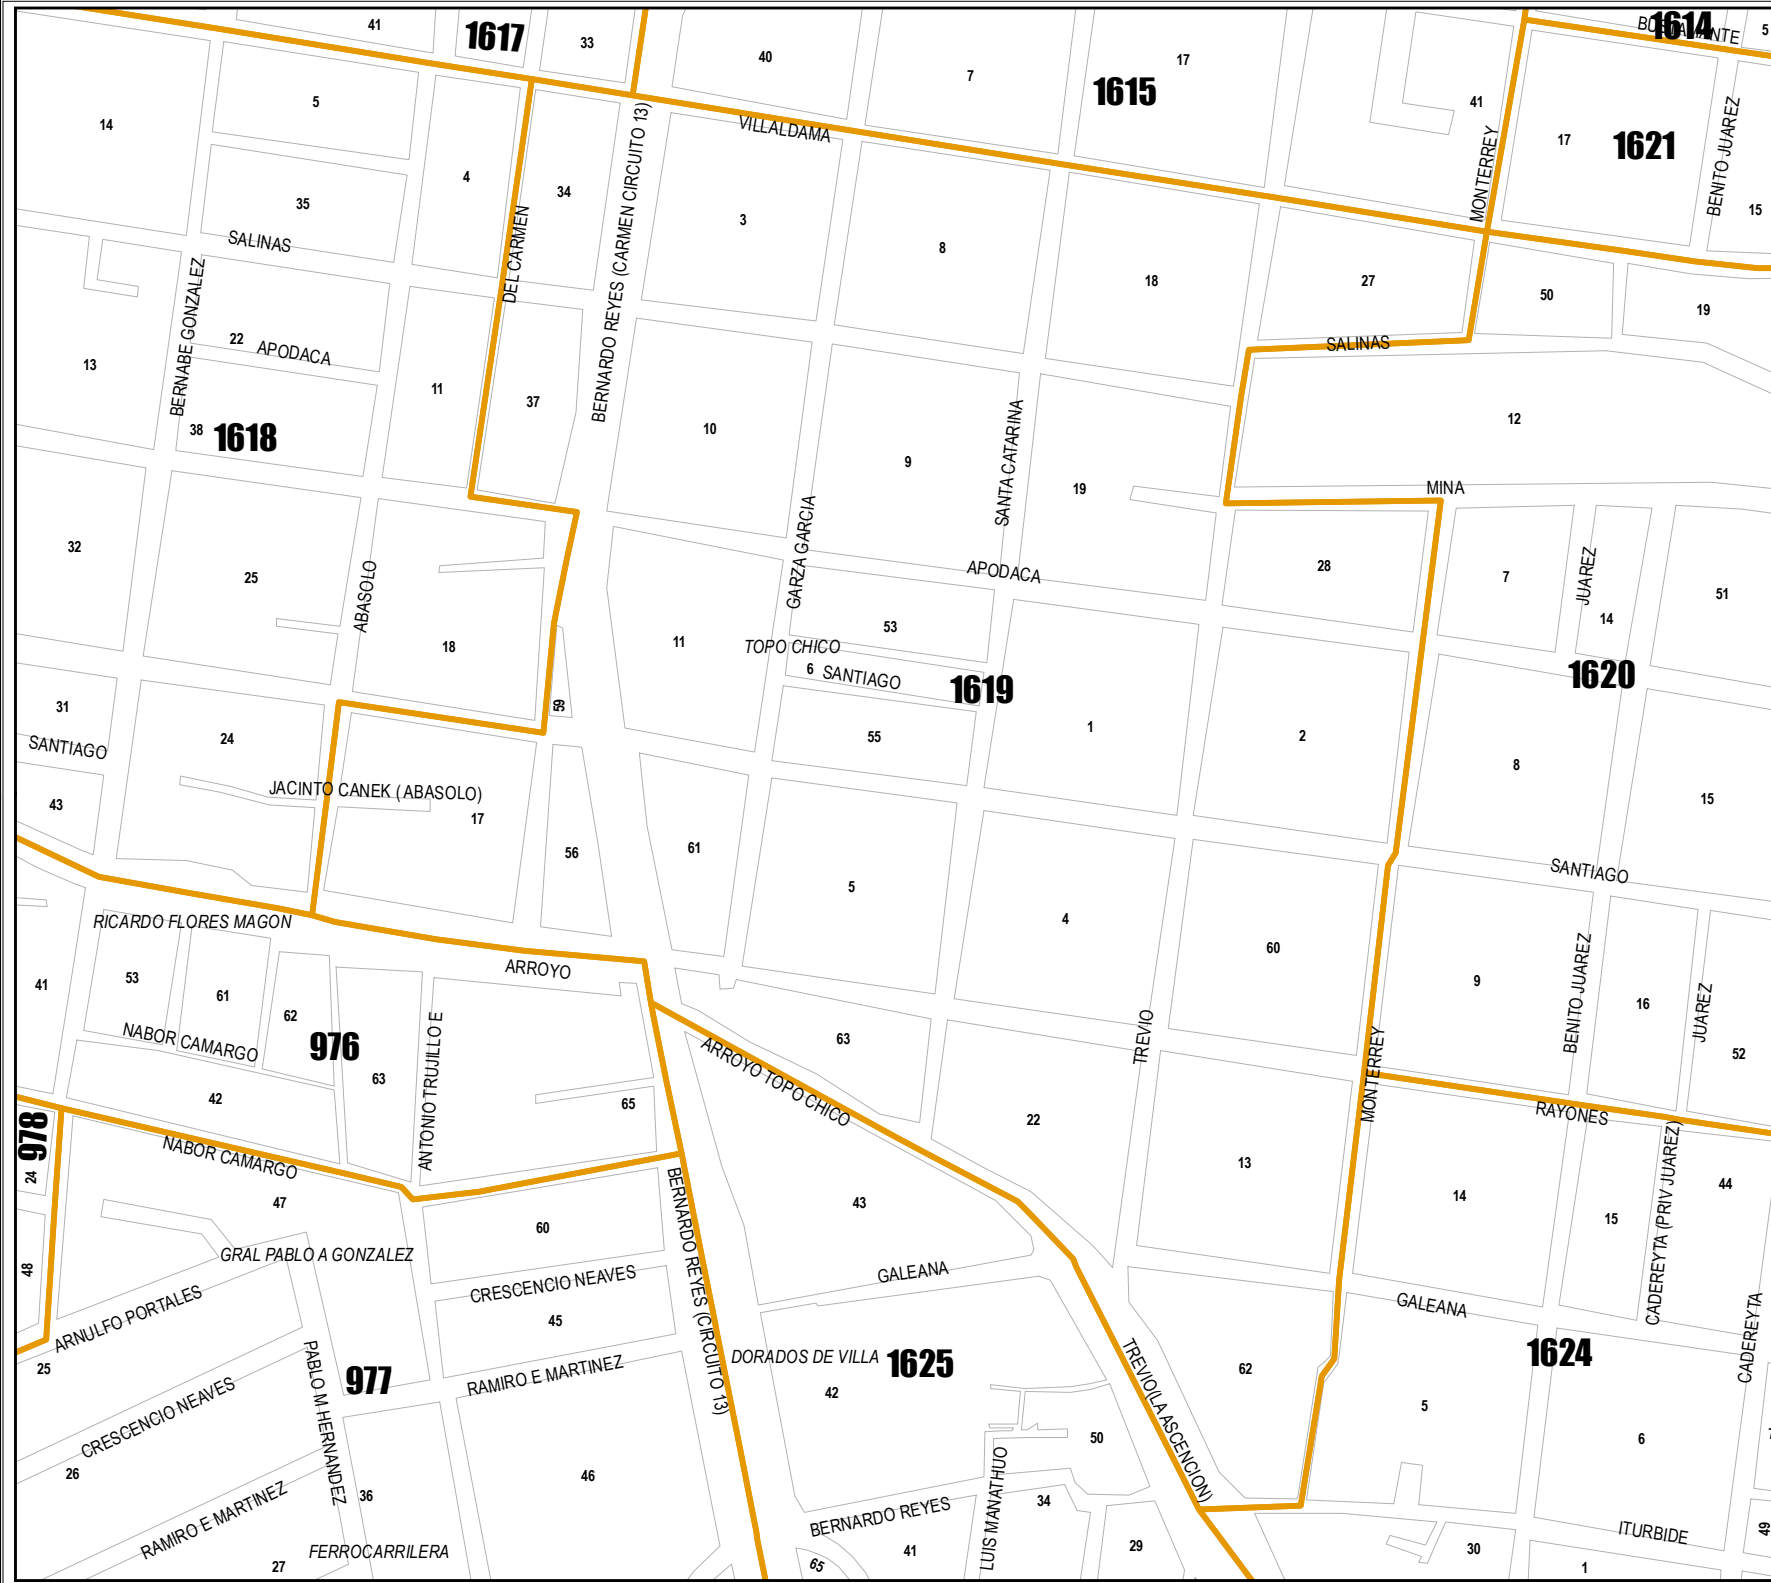 41
1617
33
40
7
17
1615
41
BUSTAMANTE
1614
5
14
5
VILLALDAMA
MONTERREY
17
1621
BENITO JUAREZ
15
4
34
BERNARDO REYES (CARMEN CIRCUITO 13)
35
3
8
SALINAS
DEL CARMEN
18
27
50
19
BERNABE GONZALEZ
22
APODACA
SALINAS
13
11
37
10
9
SANTA CATARINA
12
38
1618
19
MINA
32
25
ABASOLO
GARZA GARCIA
APODACA
28
7
JUAREZ
14
51
18
11
53
TOPO CHICO
6
SANTIAGO
1619
1620
31
59
SANTIAGO
24
55
1
2
8
JACINTO CANEK ( ABASOLO)
43
17
15
56
61
5
4
SANTIAGO
RICARDO FLORES MAGON
60
ARROYO
41
53
61
62
9
BENITO JUAREZ
16
JUAREZ
NABOR CAMARGO
976
63
ANTONIO TRUJILLO E
63
ARROYO TOPO CHICO
TREVIO
MONTERREY
52
42
65
22
RAYONES
978
24
NABOR CAMARGO
BERNARDO REYES (CIRCUITO 13)
13
14
15
CADEREYTA (PRIV JUAREZ)
44
47
60
43
48
GRAL PABLO A GONZALEZ
CRESCENCIO NEAVES
GALEANA
GALEANA
ARNULFO PORTALES
45
CADEREYTA
25
PABLO M HERNANDEZ
977
RAMIRO E MARTINEZ
DORADOS DE VILLA
1625
42
TREVIO(LA ASCENCION)
62
1624
5
CRESCENCIO NEAVES
50
6
26
46
36
LUIS MANATHUO
34
RAMIRO E MARTINEZ
BERNARDO REYES
ITURBIDE
49
FERROCARRILERA
27
65
41
29
30
1